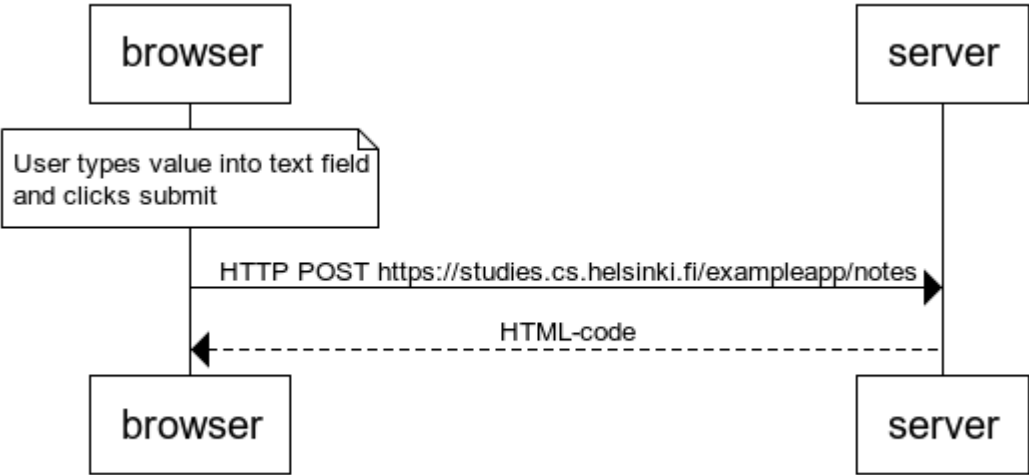 browser
server
User types value into text field
and clicks submit
HTTP POST https://studies.cs.helsinki.fi/exampleapp/notes
HTML-code
browser
server